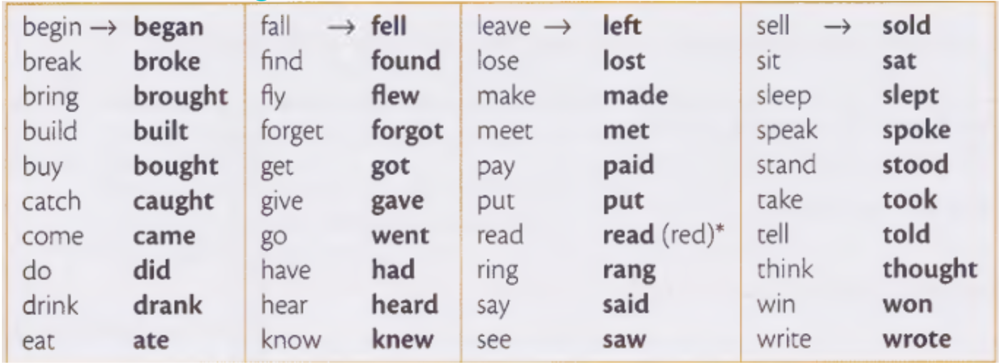 begin → began fall → fell leave → left sell → sold
break broke find found lose lost sit sat
bring brought fly flew make made sleep slept
build built forget forgot meet met speak spoke
buy bought get got pay paid stand stood
catch caught give gave put put take took
come came go went read read (red)* tell told
do did have had ring rang think thought
drink drank hear heard say said win won
eat ate know knew see saw write wrote